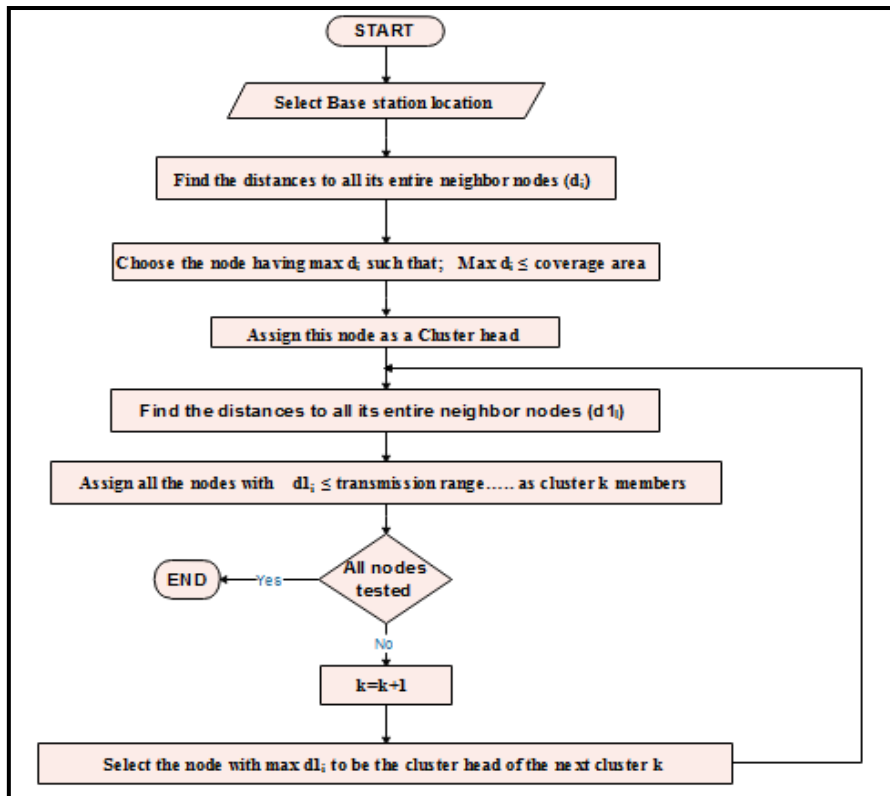 START
Select Base station location
Find the distances to all its entire neighbor nodes (dᵢ)
Choose the node having max dᵢ such that; Max dᵢ ≤ coverage area
Assign this node as a Cluster head
Find the distances to all its entire neighbor nodes (d1ᵢ)
Assign all the nodes with d1ᵢ ≤ transmission range..... as cluster k members
All nodes
tested
END
Yes
No
k=k+1
Select the node with max d1ᵢ to be the cluster head of the next cluster k